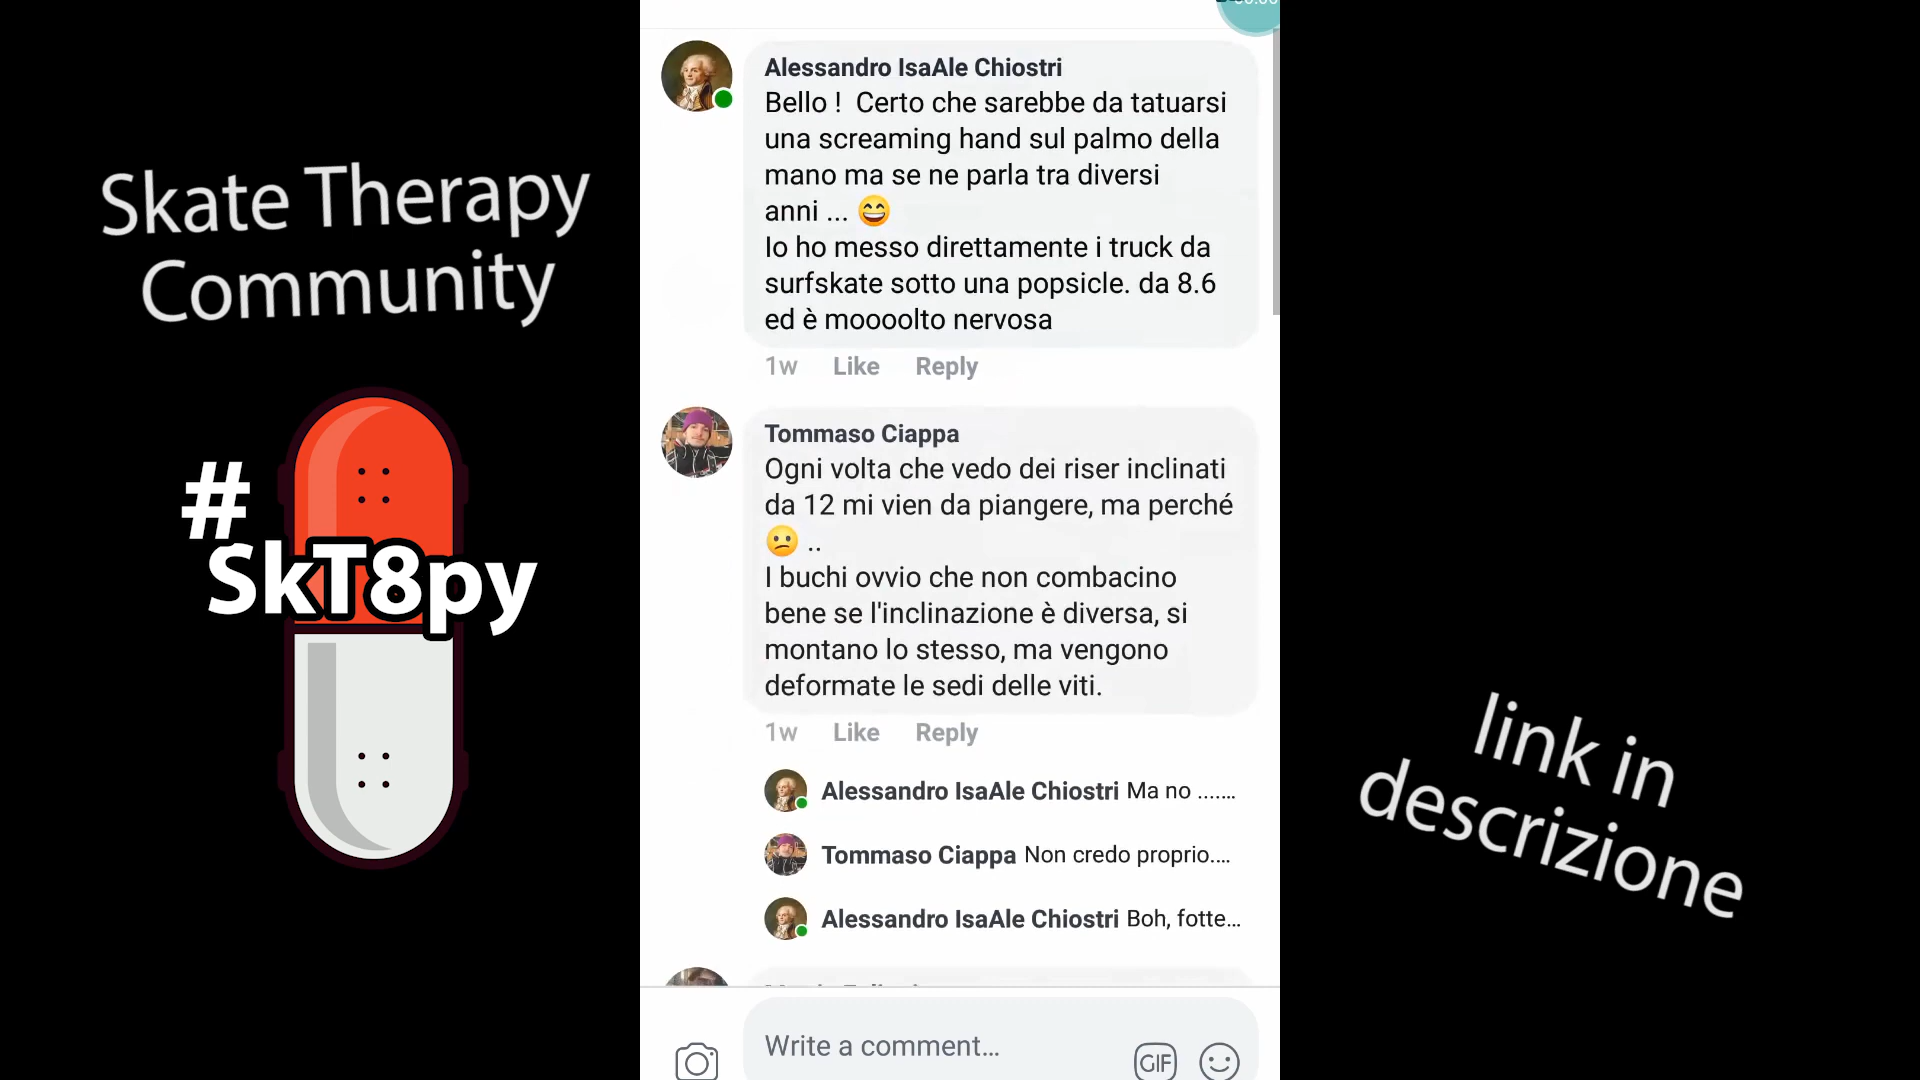 Skate Therapy
Community
#
SkT8py
Alessandro IsaAle Chiostri
Bello !  Certo che sarebbe da tatuarsi
una screaming hand sul palmo della
mano ma se ne parla tra diversi
anni ... 😄
Io ho messo direttamente i truck da
surfskate sotto una popsicle. da 8.6
ed è moooolto nervosa
1w Like Reply
Tommaso Ciappa
Ogni volta che vedo dei riser inclinati
da 12 mi vien da piangere, ma perché
😕 ..
I buchi ovvio che non combacino
bene se l'inclinazione è diversa, si
montano lo stesso, ma vengono
deformate le sedi delle viti.
1w Like Reply
Alessandro IsaAle Chiostri Ma no ....…
Tommaso Ciappa Non credo proprio....
Alessandro IsaAle Chiostri Boh, fotte…
Write a comment...
GIF
link in
descrizione